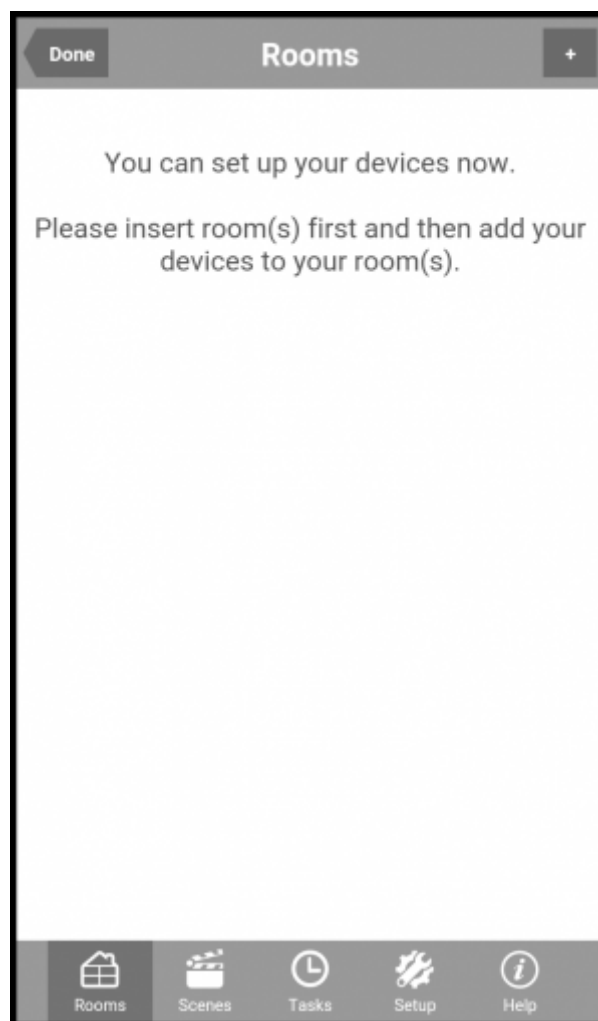 Done
Rooms
+
You can set up your devices now.
Please insert room(s) first and then add your
devices to your room(s).
Rooms
Scenes
Tasks
Setup
i
Help